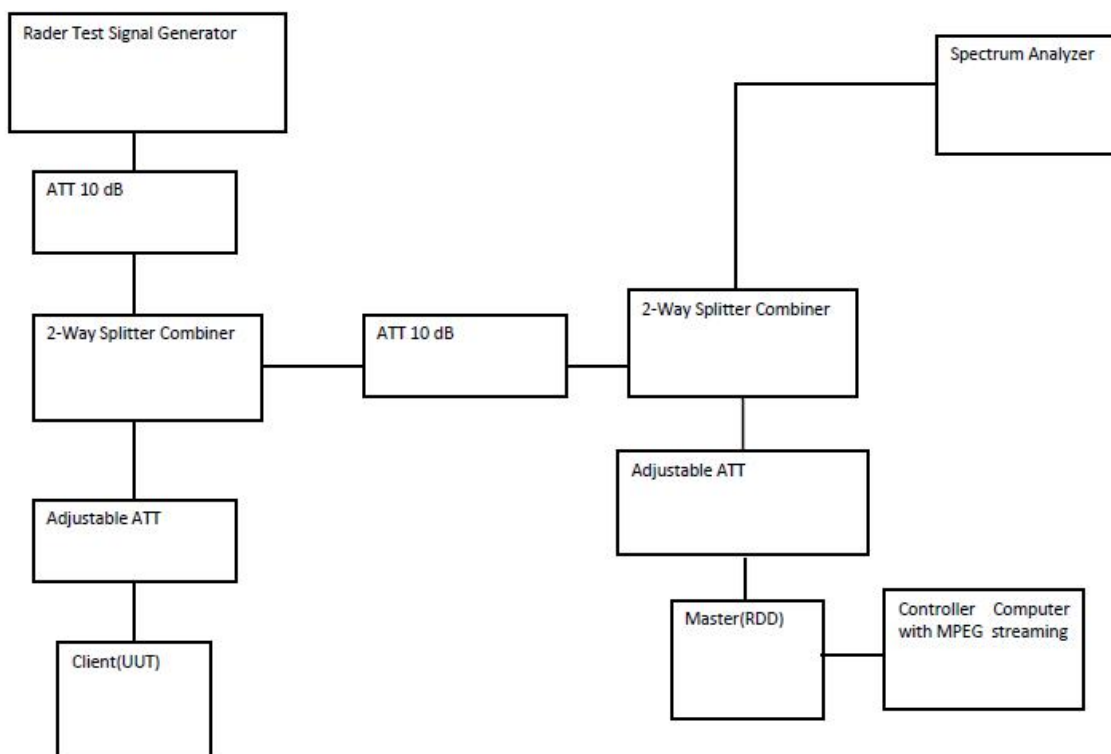 Rader Test Signal Generator
Spectrum Analyzer
ATT 10 dB
2-Way Splitter Combiner
ATT 10 dB
2-Way Splitter Combiner
Adjustable ATT
Adjustable ATT
Client(UUT)
Master(RDD)
Controller Computer
with MPEG streaming